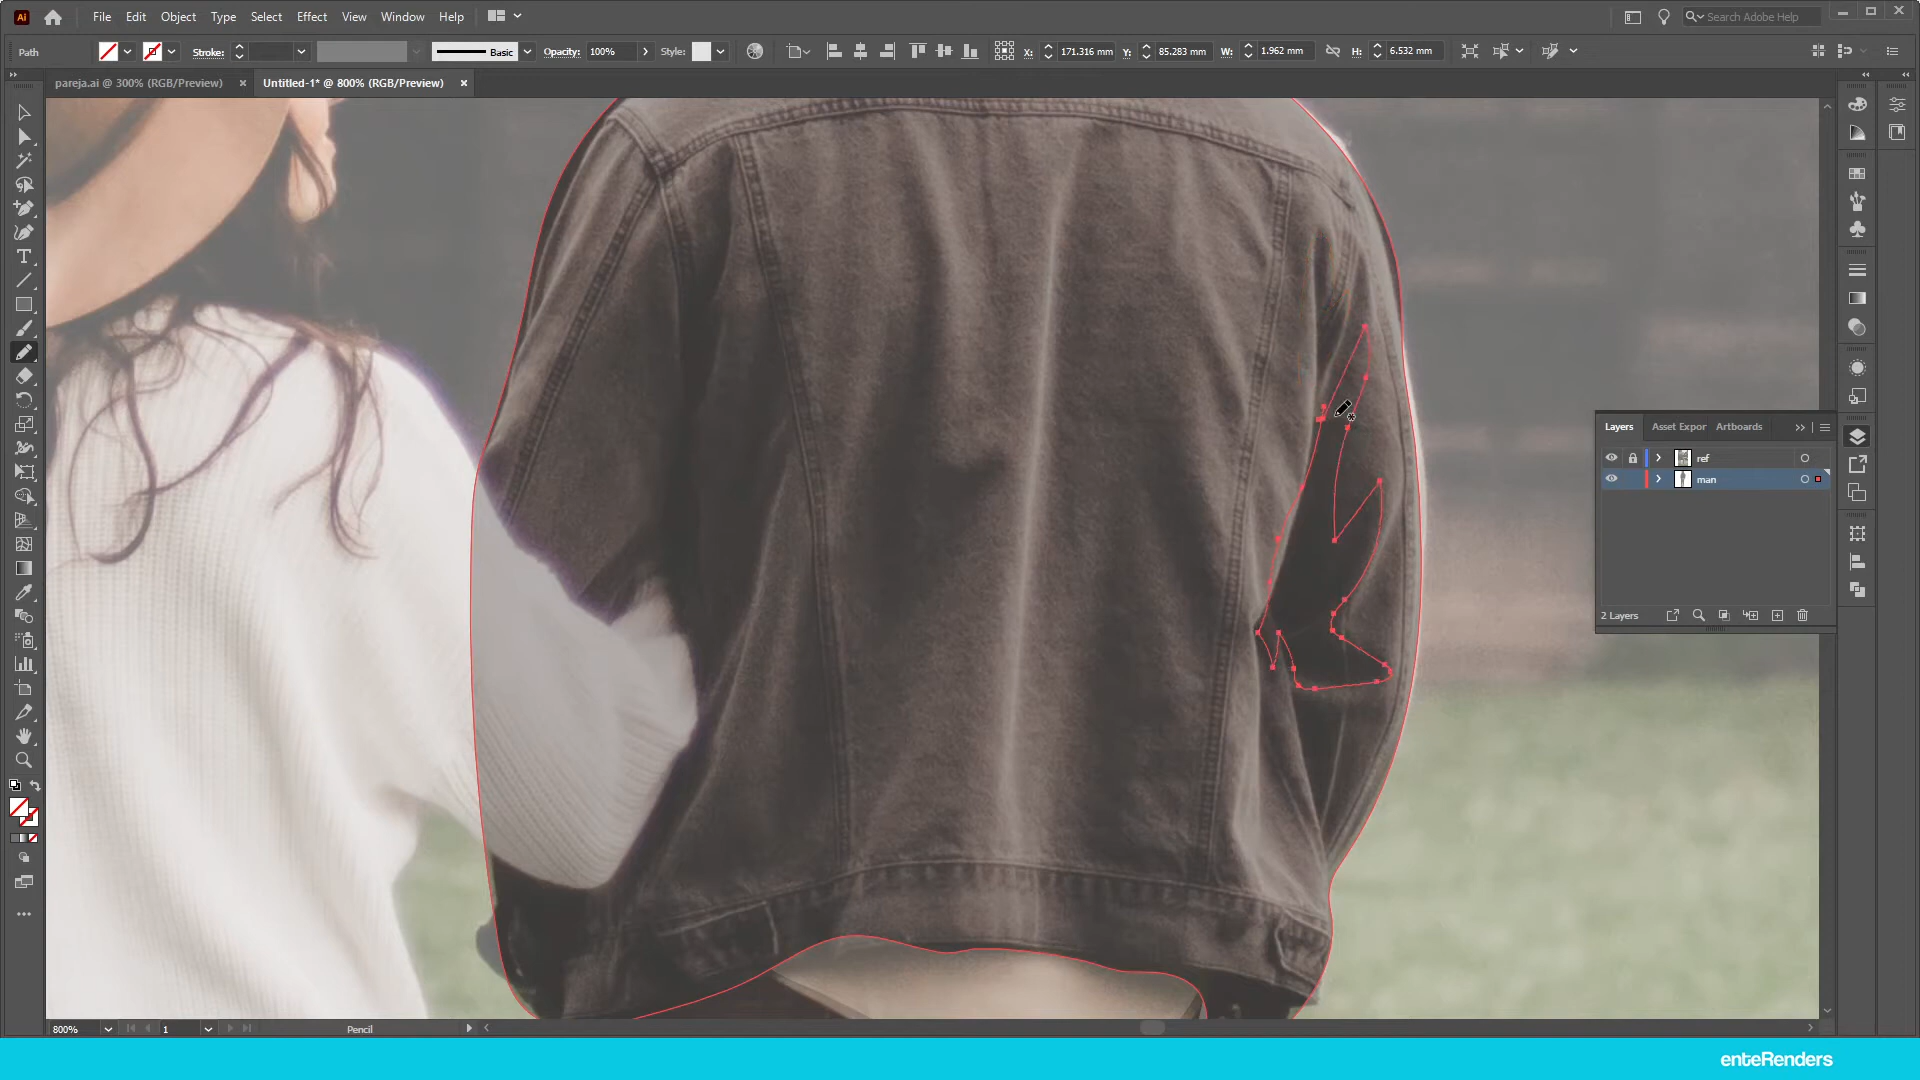 Ai File Edit Object Type Select Effect View Window Help Search Adobe Help
Path Stroke: Basic Opacity: 100% Style: X: 171.316 mm Y: 85.283 mm W: 1.962 mm H: 6.532 mm
pareja.ai @ 300% (RGB/Preview) Untitled-1* @ 800% (RGB/Preview)
Layers Asset Expor Artboards
ref
man
2 Layers
800% 1 Pencil
enteRenders